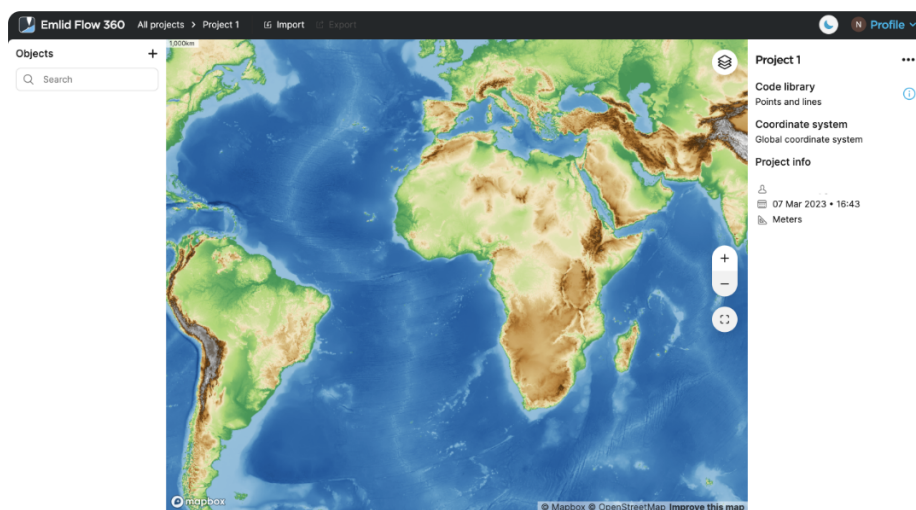 Emlid Flow 360 All projects > Project 1 Import Export N Profile
Objects +
Search
1,000km
Project 1
Code library
Points and lines
Coordinate system
Global coordinate system
Project info
07 Mar 2023 • 16:43
Meters
+
−
mapbox
© Mapbox © OpenStreetMap Improve this map